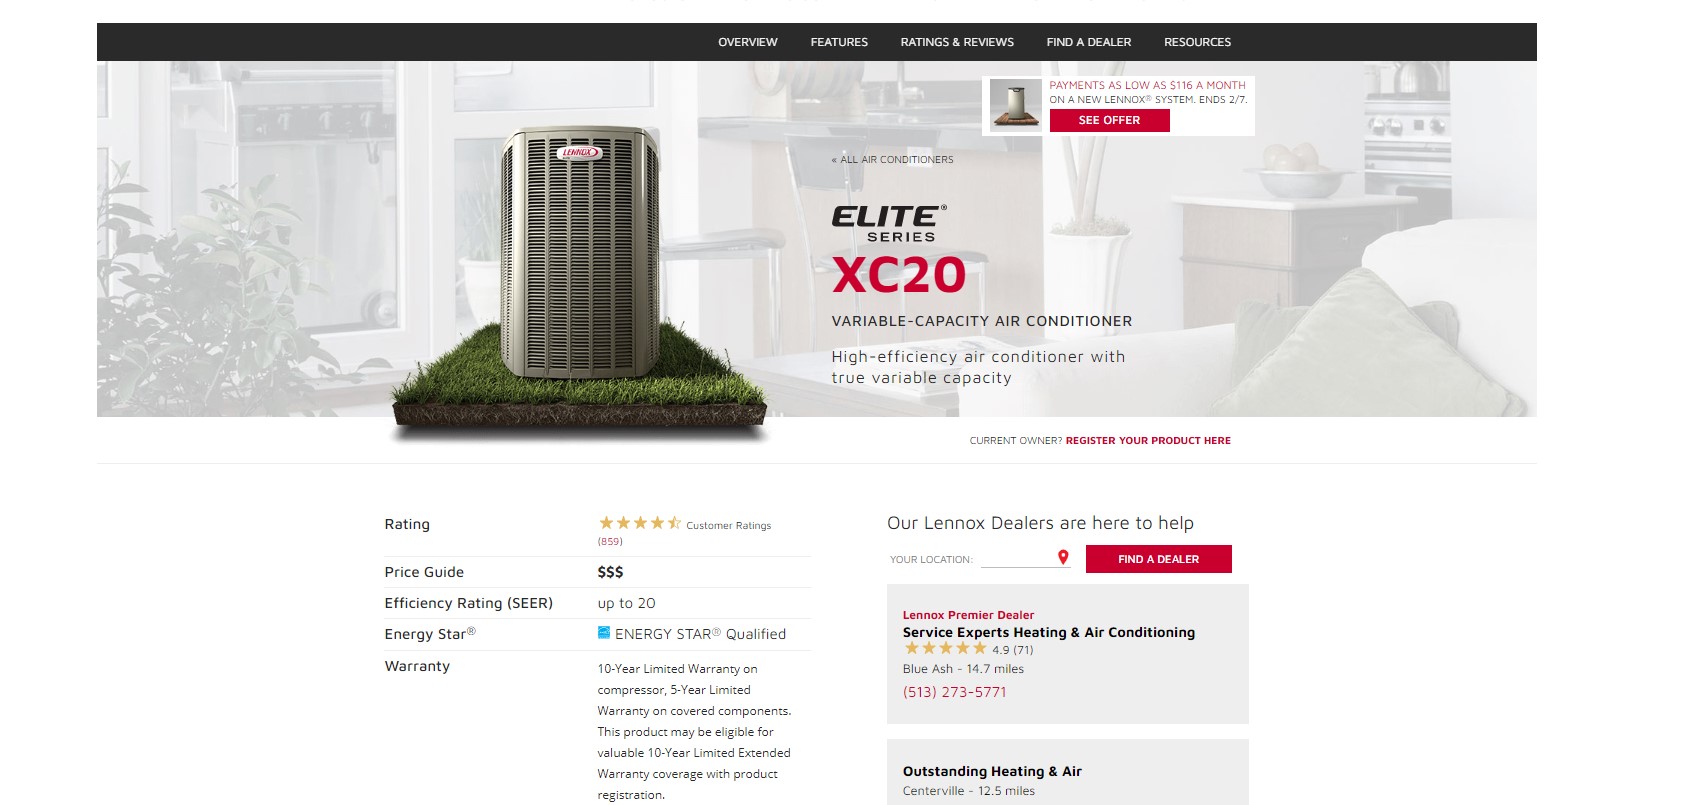 OVERVIEW FEATURES RATINGS & REVIEWS FIND A DEALER RESOURCES
PAYMENTS AS LOW AS $116 A MONTH
ON A NEW LENNOX® SYSTEM. ENDS 2/7.
SEE OFFER
« ALL AIR CONDITIONERS
LENNOX
ELITE®
SERIES
XC20
VARIABLE-CAPACITY AIR CONDITIONER
High-efficiency air conditioner with
true variable capacity
CURRENT OWNER? REGISTER YOUR PRODUCT HERE
Rating Customer Ratings
(859)
Price Guide $$$
Efficiency Rating (SEER) up to 20
Energy Star® ENERGY STAR® Qualified
Warranty 10-Year Limited Warranty on
compressor, 5-Year Limited
Warranty on covered components.
This product may be eligible for
valuable 10-Year Limited Extended
Warranty coverage with product
registration.
Our Lennox Dealers are here to help
YOUR LOCATION: FIND A DEALER
Lennox Premier Dealer
Service Experts Heating & Air Conditioning
4.9 (71)
Blue Ash - 14.7 miles
(513) 273-5771
Outstanding Heating & Air
Centerville - 12.5 miles